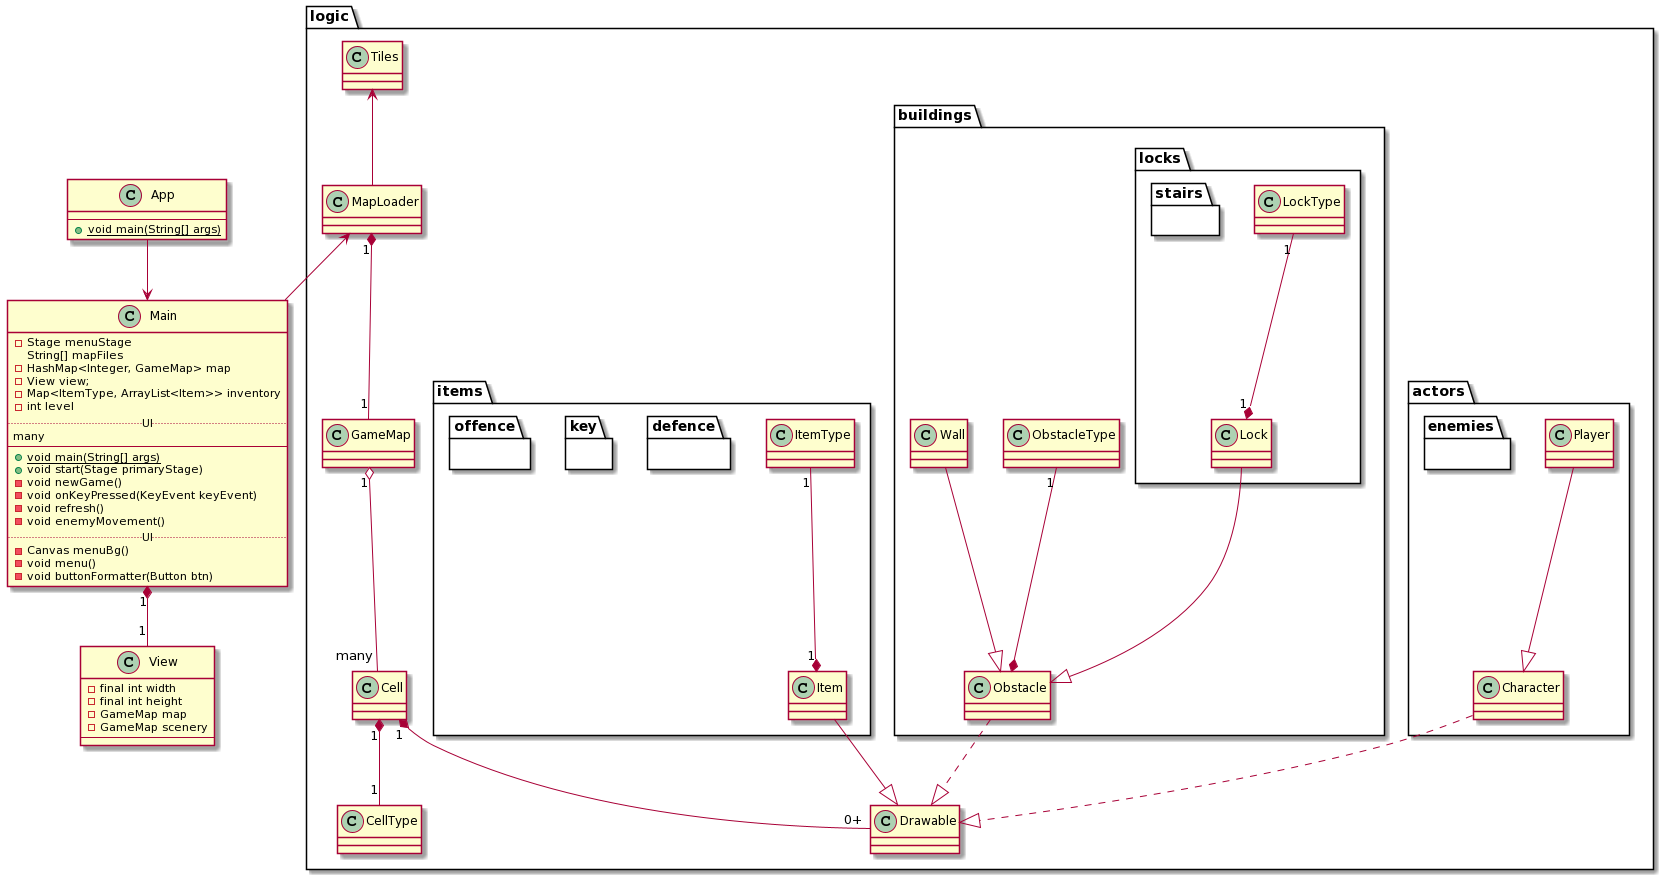 logic
C Tiles
buildings
locks
stairs
C LockType
C MapLoader
1
1
C App
void main(String[] args)
C Main
Stage menuStage
String[] mapFiles
HashMap<Integer, GameMap> map
View view;
Map<ItemType, ArrayList<Item>> inventory
int level
UI
many
void main(String[] args)
void start(Stage primaryStage)
void newGame()
void onKeyPressed(KeyEvent keyEvent)
void refresh()
void enemyMovement()
UI
Canvas menuBg()
void menu()
void buttonFormatter(Button btn)
1
1
C View
final int width
final int height
GameMap map
GameMap scenery
1
C GameMap
1
items
offence
key
defence
C ItemType
1
C Wall
C ObstacleType
1
1
C Lock
actors
enemies
C Player
many
C Cell
1
1
1
C Item
C Obstacle
C Character
1
C CellType
0+
C Drawable